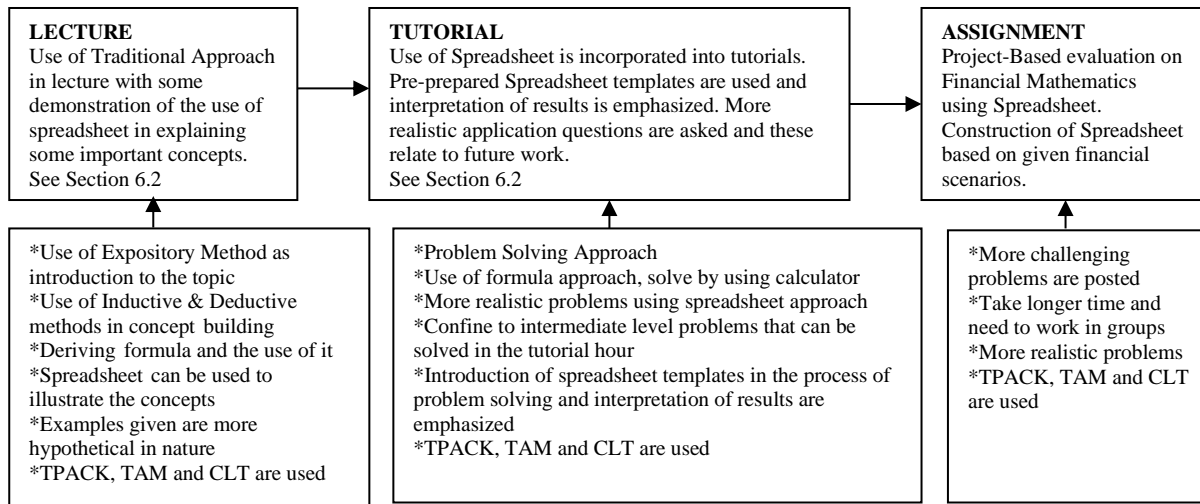 LECTURE
Use of Traditional Approach
in lecture with some
demonstration of the use of
spreadsheet in explaining
some important concepts.
See Section 6.2
TUTORIAL
Use of Spreadsheet is incorporated into tutorials.
Pre-prepared Spreadsheet templates are used and
interpretation of results is emphasized. More
realistic application questions are asked and these
relate to future work.
See Section 6.2
ASSIGNMENT
Project-Based evaluation on
Financial Mathematics
using Spreadsheet.
Construction of Spreadsheet
based on given financial
scenarios.
*Use of Expository Method as
introduction to the topic
*Use of Inductive & Deductive
methods in concept building
*Deriving formula and the use of it
*Spreadsheet can be used to
illustrate the concepts
*Examples given are more
hypothetical in nature
*TPACK, TAM and CLT are used
*Problem Solving Approach
*Use of formula approach, solve by using calculator
*More realistic problems using spreadsheet approach
*Confine to intermediate level problems that can be
solved in the tutorial hour
*Introduction of spreadsheet templates in the process of
problem solving and interpretation of results are
emphasized
*TPACK, TAM and CLT are used
*More challenging
problems are posted
*Take longer time and
need to work in groups
*More realistic problems
*TPACK, TAM and CLT
are used